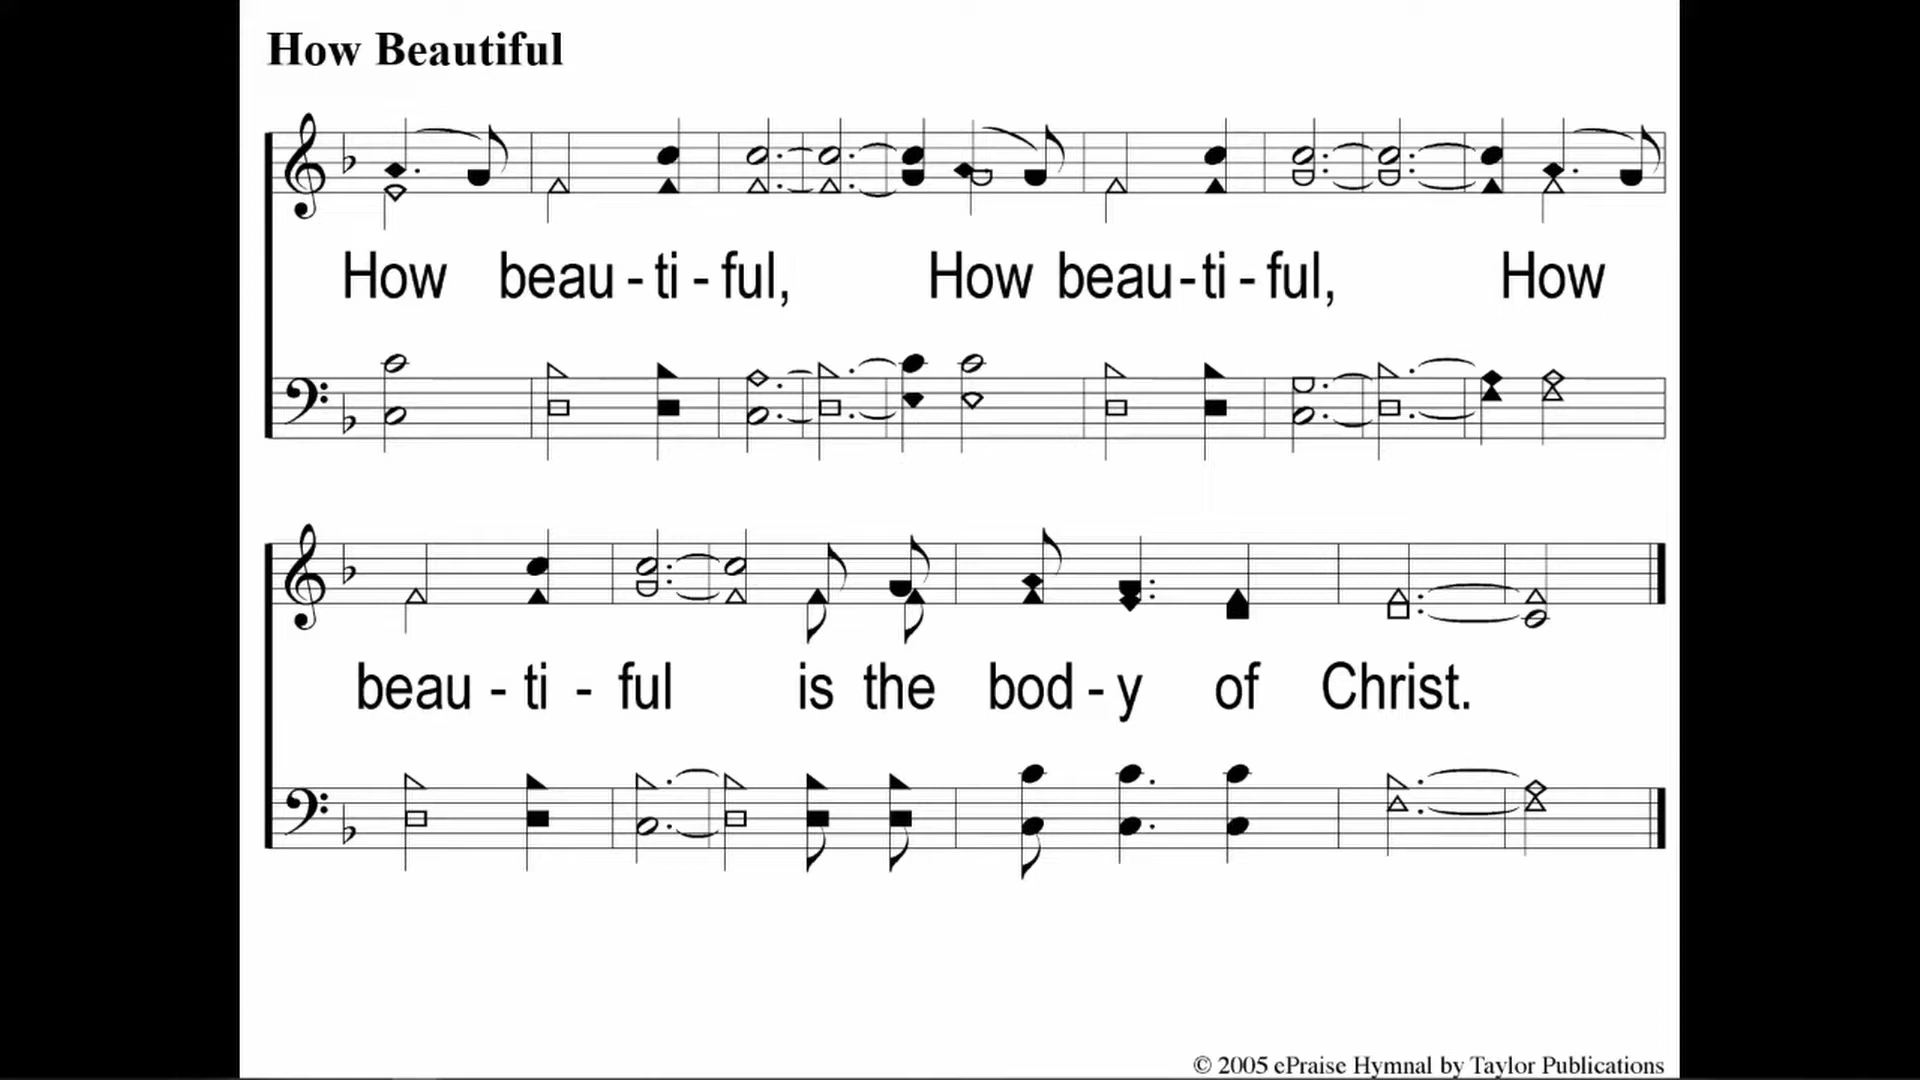 How Beautiful
How beau - ti - ful, How beau - ti - ful, How
beau - ti - ful is the bod - y of Christ.
© 2005 ePraise Hymnal by Taylor Publications